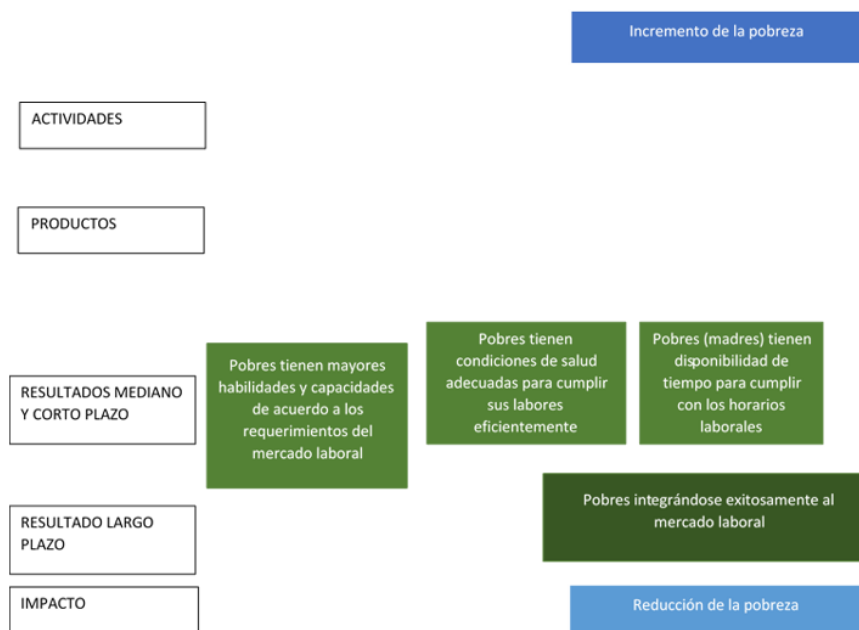 Incremento de la pobreza
ACTIVIDADES
PRODUCTOS
RESULTADOS MEDIANO
Y CORTO PLAZO
Pobres tienen mayores
habilidades y capacidades
de acuerdo a los
requerimientos del
mercado laboral
Pobres tienen
condiciones de salud
adecuadas para cumplir
sus labores
eficientemente
Pobres (madres) tienen
disponibilidad de
tiempo para cumplir
con los horarios
laborales
RESULTADO LARGO
PLAZO
Pobres integrándose exitosamente al
mercado laboral
IMPACTO
Reducción de la pobreza